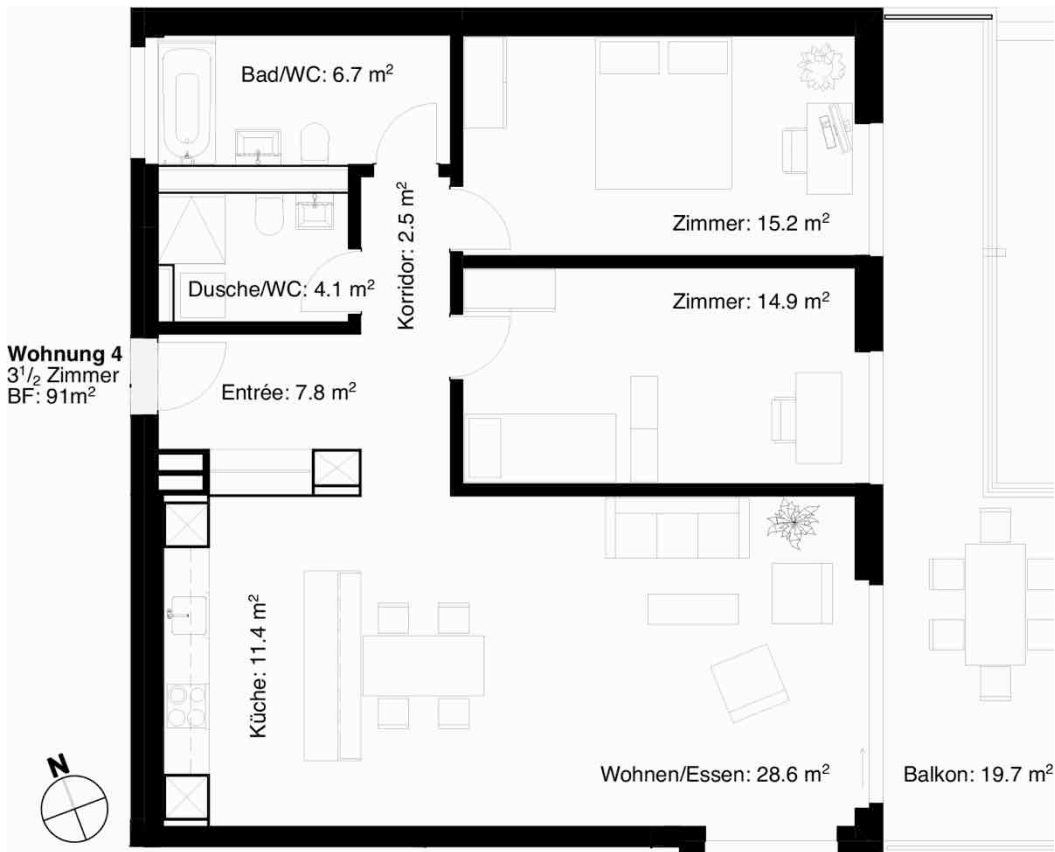 Bad/WC: 6.7 m²
Zimmer: 15.2 m²
Korridor: 2.5 m²
Dusche/WC: 4.1 m²
Zimmer: 14.9 m²
Wohnung 4
3¹/₂ Zimmer
BF: 91m²
Entrée: 7.8 m²
Küche: 11.4 m²
Wohnen/Essen: 28.6 m²
Balkon: 19.7 m²
N